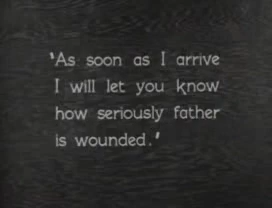 'As soon as I arrive
I will let you know
how seriously father
is wounded.'